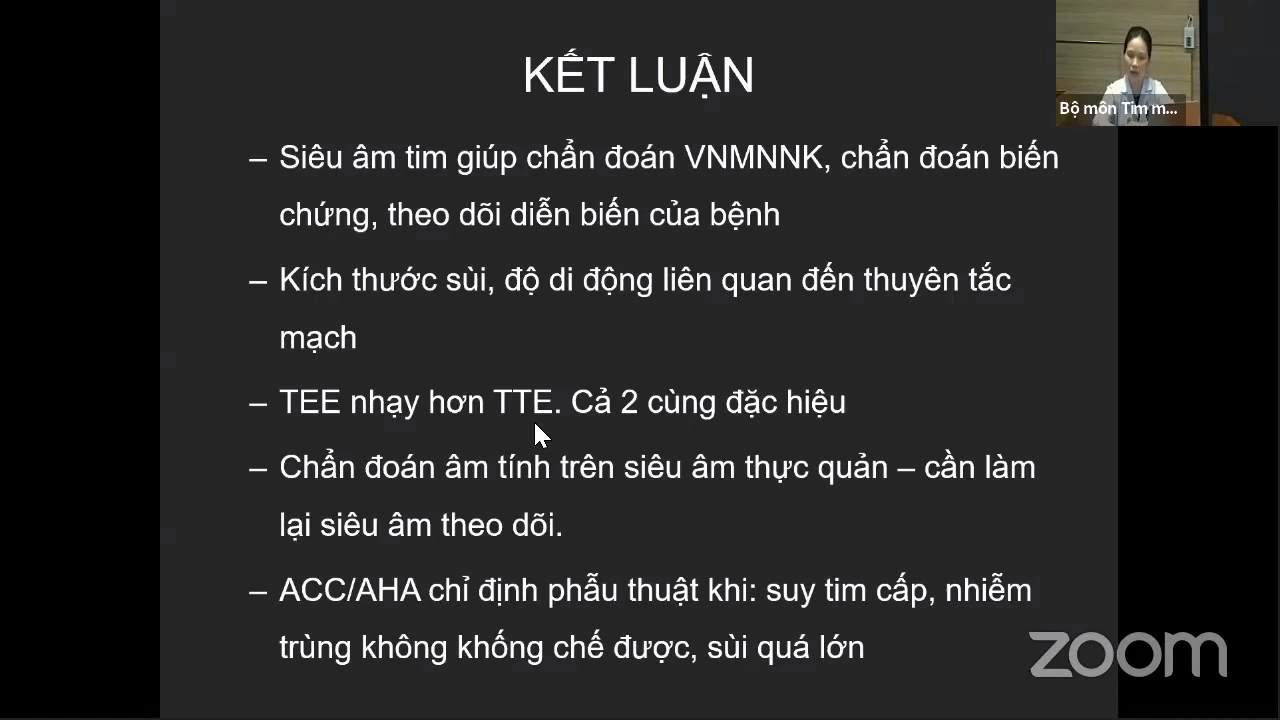 KẾT LUẬN
Bộ môn Tim m...
– Siêu âm tim giúp chẩn đoán VNMNNK, chẩn đoán biến
chứng, theo dõi diễn biến của bệnh
– Kích thước sùi, độ di động liên quan đến thuyên tắc
mạch
– TEE nhạy hơn TTE. Cả 2 cùng đặc hiệu
– Chẩn đoán âm tính trên siêu âm thực quản – cần làm
lại siêu âm theo dõi.
– ACC/AHA chỉ định phẫu thuật khi: suy tim cấp, nhiễm
trùng không khống chế được, sùi quá lớn
zoom